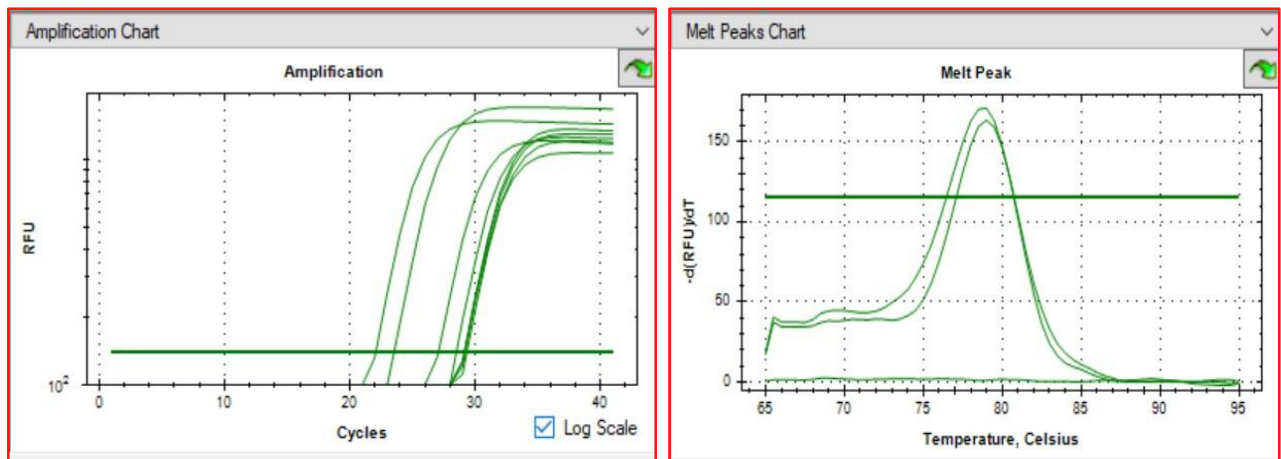 Amplification Chart
Amplification
RFU
10²
0 10 20 30 40
Cycles
Log Scale
Melt Peaks Chart
Melt Peak
-d(RFU)/dT
150
100
50
0
65 70 75 80 85 90 95
Temperature, Celsius